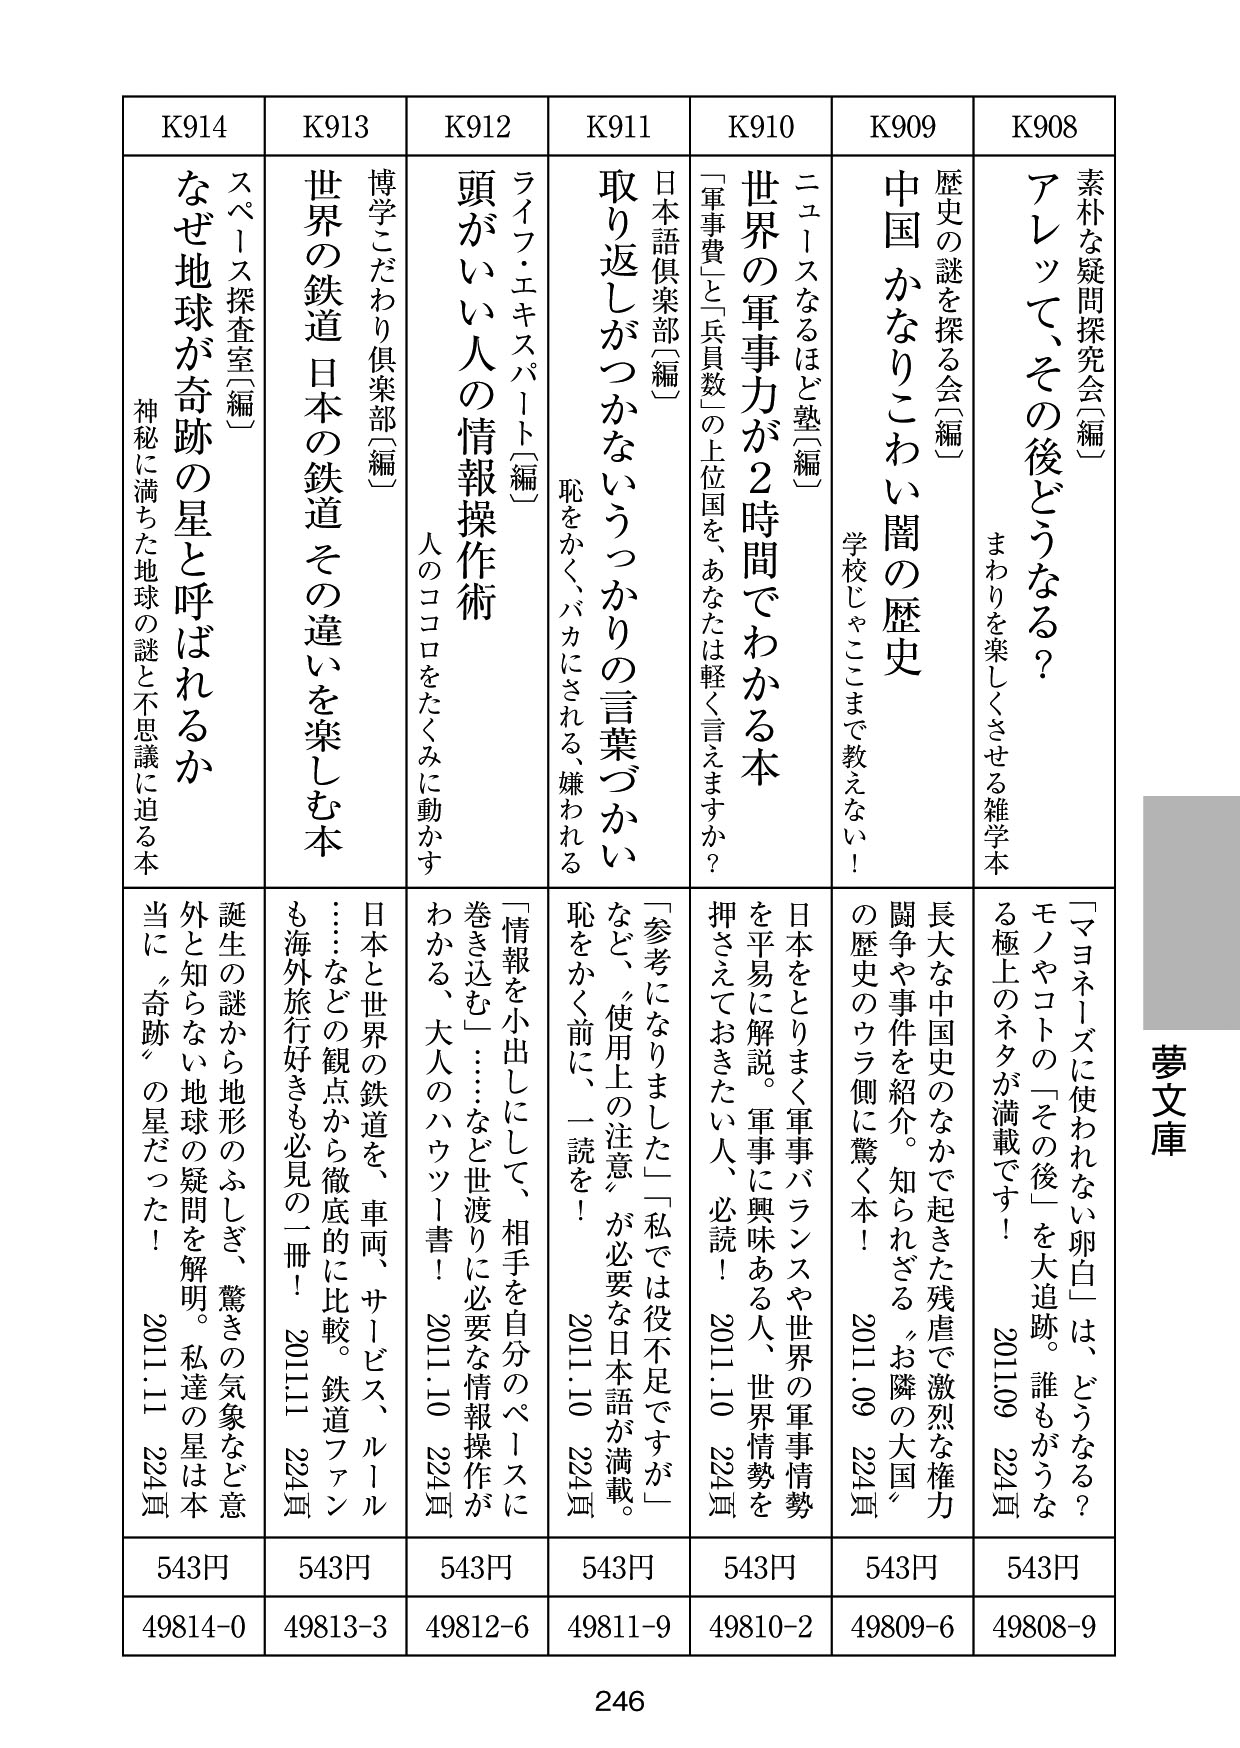 K908
素朴な疑問探究会〔編〕
アレッて、その後どうなる？
まわりを楽しくさせる雑学本
「マヨネーズに使われない卵白」は、どうなる？
モノやコトの「その後」を大追跡。誰もがうな
る極上のネタが満載です！　2011.09　224頁
543円
49808-9
K909
歴史の謎を探る会〔編〕
中国 かなりこわい闇の歴史
学校じゃここまで教えない！
長大な中国史のなかで起きた残虐で激烈な権力
闘争や事件を紹介。知られざる〝お隣の大国〟
の歴史のウラ側に驚く本！　2011.09　224頁
543円
49809-6
K910
ニュースなるほど塾〔編〕
世界の軍事力が２時間でわかる本
「軍事費」と「兵員数」の上位国を、あなたは軽く言えますか？
日本をとりまく軍事バランスや世界の軍事情勢
を平易に解説。軍事に興味ある人、世界情勢を
押さえておきたい人、必読！　2011.10　224頁
543円
49810-2
K911
日本語倶楽部〔編〕
取り返しがつかないうっかりの言葉づかい
恥をかく、バカにされる、嫌われる
「参考になりました」「私では役不足ですが」
など、〝使用上の注意〟が必要な日本語が満載。
恥をかく前に、一読を！　2011.10　224頁
543円
49811-9
K912
ライフ・エキスパート〔編〕
頭がいい人の情報操作術
人のココロをたくみに動かす
「情報を小出しにして、相手を自分のペースに
巻き込む」……など世渡りに必要な情報操作が
わかる、大人のハウツー書！　2011.10　224頁
543円
49812-6
K913
博学こだわり倶楽部〔編〕
世界の鉄道 日本の鉄道 その違いを楽しむ本
日本と世界の鉄道を、車両、サービス、ルール
……などの観点から徹底的に比較。鉄道ファン
も海外旅行好きも必見の一冊！　2011.11　224頁
543円
49813-3
K914
スペース探査室〔編〕
なぜ地球が奇跡の星と呼ばれるか
神秘に満ちた地球の謎と不思議に迫る本
誕生の謎から地形のふしぎ、驚きの気象など意
外と知らない地球の疑問を解明。私達の星は本
当に〝奇跡〟の星だった！　2011.11　224頁
543円
49814-0
夢文庫
246